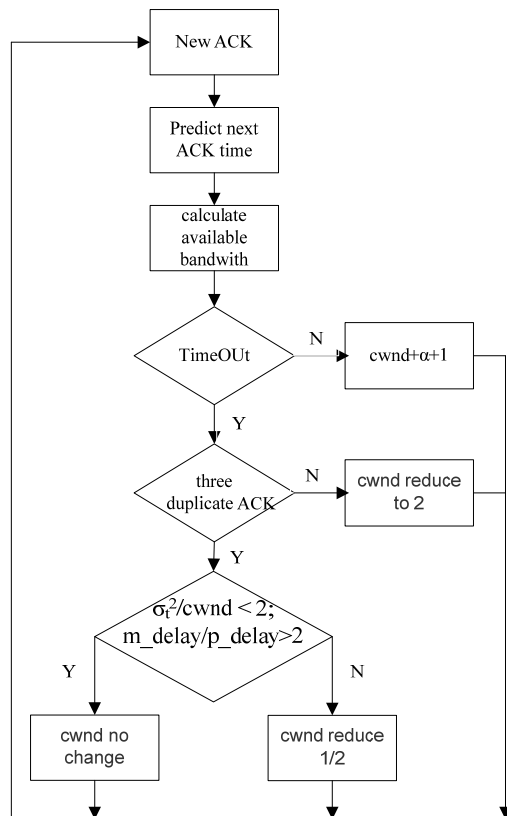 New ACK
Predict next
ACK time
calculate
available
bandwith
TimeOUt
N
cwnd+α+1
Y
three
duplicate ACK
N
cwnd reduce
to 2
Y
σₜ²/cwnd < 2;
m_delay/p_delay>2
Y
N
cwnd no
change
cwnd reduce
1/2